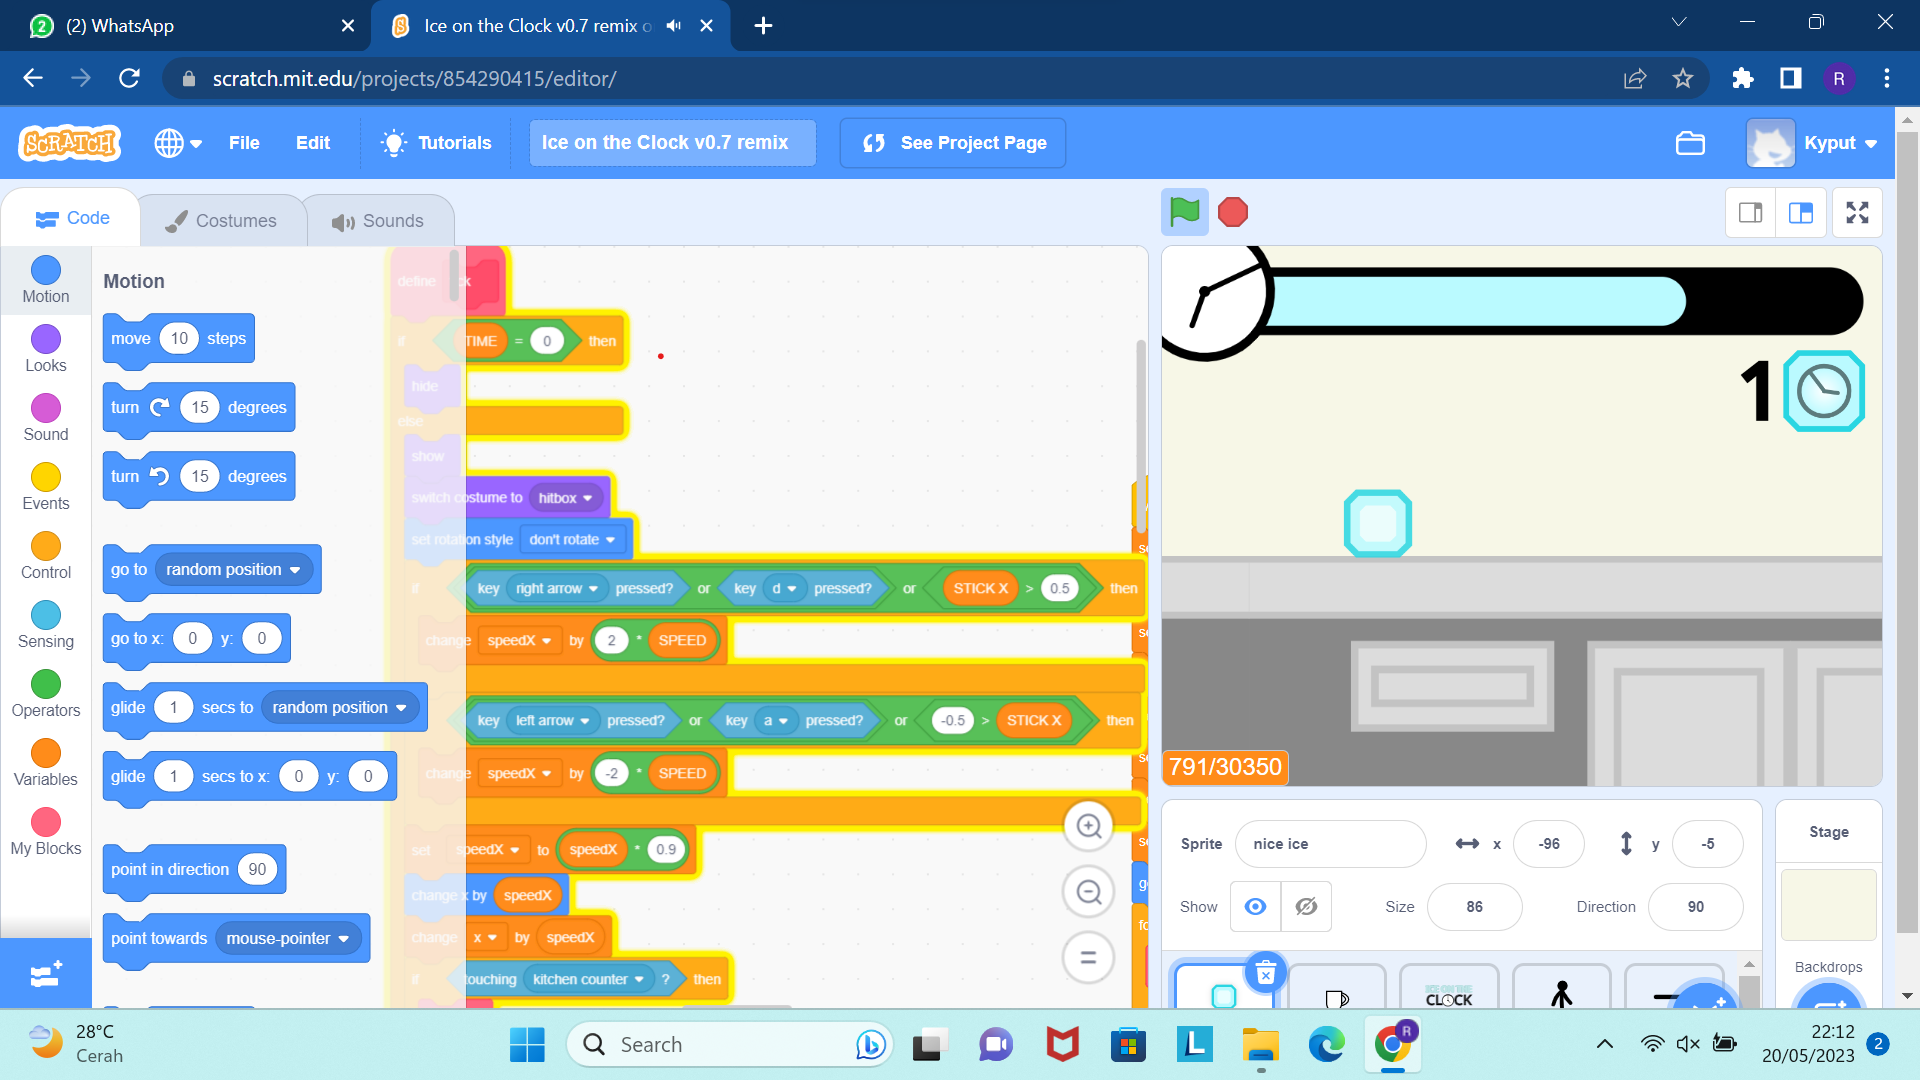 (2) WhatsApp
Ice on the Clock v0.7 remix o
scratch.mit.edu/projects/854290415/editor/
R
SCRATCH
File
Edit
Tutorials
Ice on the Clock v0.7 remix
See Project Page
Kyput
Code
Costumes
Sounds
Motion
Looks
Sound
Events
Control
Sensing
Operators
Variables
My Blocks
Motion
move 10 steps
turn 15 degrees
turn 15 degrees
go to random position
go to x: 0 y: 0
glide 1 secs to random position
glide 1 secs to x: 0 y: 0
point in direction 90
point towards mouse-pointer
define ck
if TIME = 0 then
hide
else
show
switch costume to hitbox
set rotation style don't rotate
if key right arrow pressed? or key d pressed? or STICK X > 0.5 then
change speedX by 2 * SPEED
key left arrow pressed? or key a pressed? or -0.5 > STICK X then
change speedX by -2 * SPEED
set speedX to speedX * 0.9
change x by speedX
change x by speedX
if touching kitchen counter ? then
1
791/30350
Sprite nice ice x -96 y -5
Show Size 86 Direction 90
Stage
Backdrops
ICE ON THE
CLOCK
28°C
Cerah
Search
22:12
20/05/2023
2